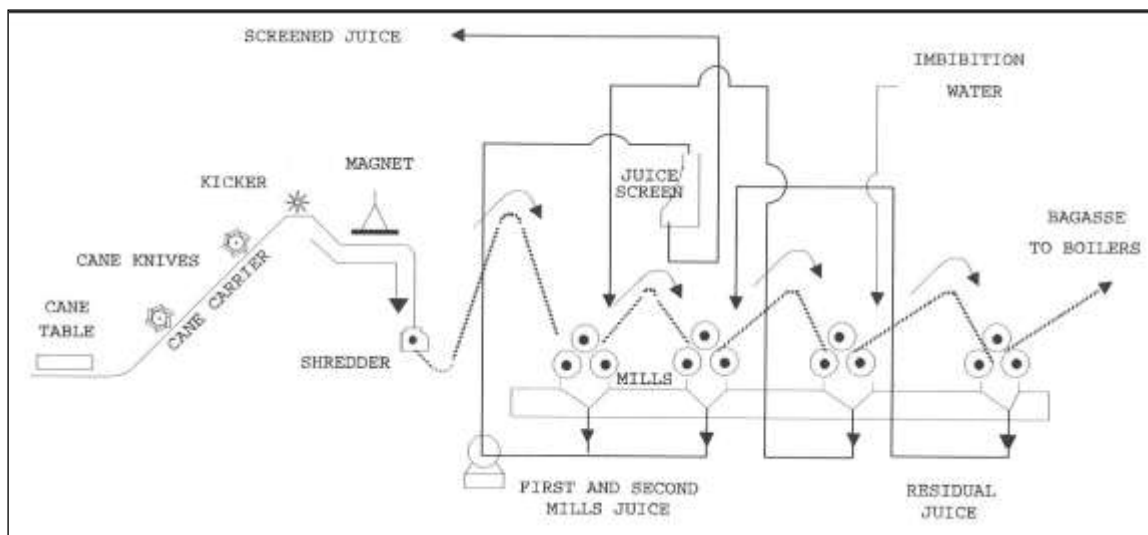 SCREENED JUICE
IMBIBITION
WATER
MAGNET
KICKER
JUICE
SCREEN
BAGASSE
TO BOILERS
CANE KNIVES
CANE CARRIER
CANE
TABLE
SHREDDER
MILLS
FIRST AND SECOND
MILLS JUICE
RESIDUAL
JUICE